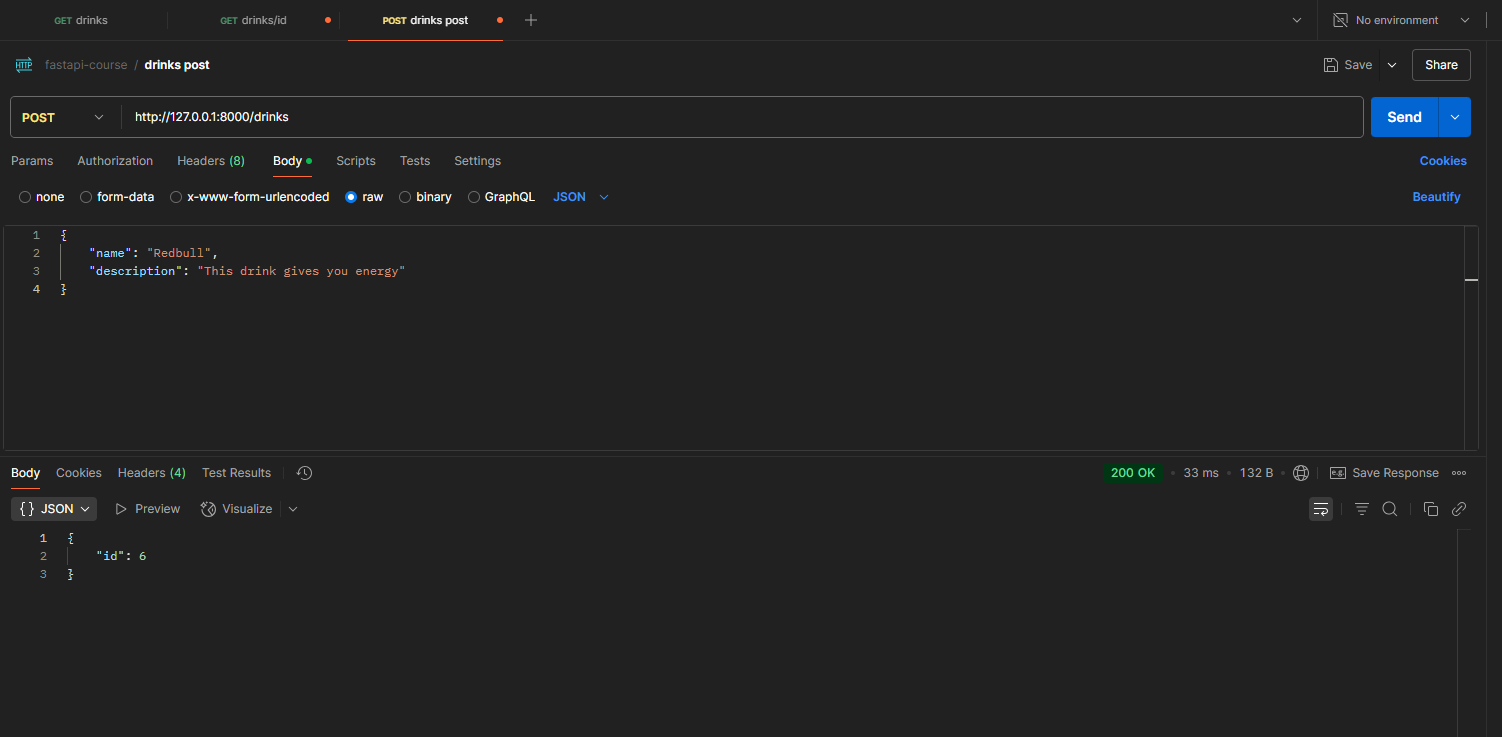 GET drinks GET drinks/id POST drinks post No environment
HTTP fastapi-course / drinks post Save Share
POST http://127.0.0.1:8000/drinks Send
Params Authorization Headers (8) Body Scripts Tests Settings Cookies
none form-data x-www-form-urlencoded raw binary GraphQL JSON Beautify
1 {
2 "name": "Redbull",
3 "description": "This drink gives you energy"
4 }
Body Cookies Headers (4) Test Results 200 OK 33 ms 132 B e.g. Save Response
{} JSON Preview Visualize
1 {
2 "id": 6
3 }